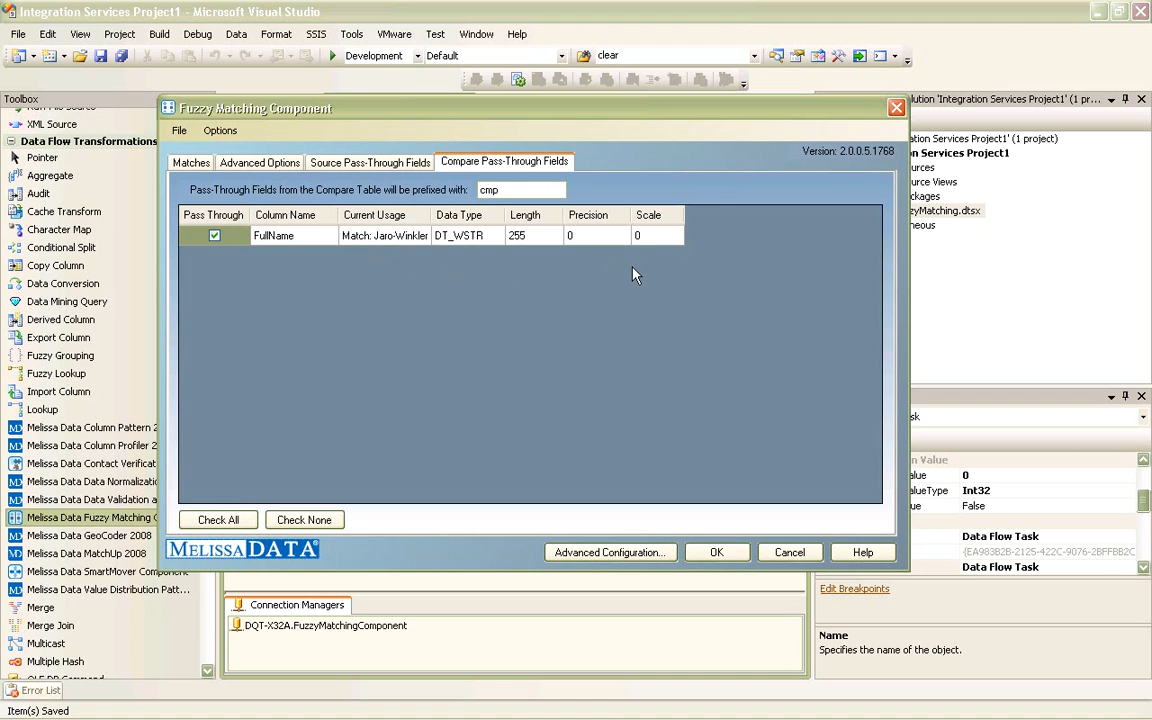 Integration Services Project1 - Microsoft Visual Studio
File Edit View Project Build Debug Data Format SSIS Tools VMware Test Window Help
Development Default clear
Toolbox
XML Source
Data Flow Transformations
Pointer
Aggregate
Audit
Cache Transform
Character Map
Conditional Split
Copy Column
Data Conversion
Data Mining Query
Derived Column
Export Column
Fuzzy Grouping
Fuzzy Lookup
Import Column
Lookup
Melissa Data Column Pattern 2
Melissa Data Column Profiler 2
Melissa Data Contact Verificat
Melissa Data Data Normalizatio
Melissa Data Data Validation a
Melissa Data Fuzzy Matching C
Melissa Data GeoCoder 2008
Melissa Data MatchUp 2008
Melissa Data SmartMover Component
Melissa Data Value Distribution Patt...
Merge
Merge Join
Multicast
Multiple Hash
Error List
Item(s) Saved
Fuzzy Matching Component
File Options
Version: 2.0.0.5.1768
Matches Advanced Options Source Pass-Through Fields Compare Pass-Through Fields
Pass-Through Fields from the Compare Table will be prefixed with: cmp
Pass Through Column Name Current Usage Data Type Length Precision Scale
FullName Match: Jaro-Winkler DT_WSTR 255 0 0
Check All Check None
MELISSA DATA
Advanced Configuration... OK Cancel Help
Connection Managers
DQT-X32A.FuzzyMatchingComponent
olution 'Integration Services Project1' (1 pr...
Integration Services Project1' (1 project)
on Services Project1
urces
urce Views
ckages
zyMatching.dtsx
neous
sk
n Value
alue 0
alueType Int32
ue False
Data Flow Task
{EA983B2B-2125-422C-9076-2BFFBB2C
Data Flow Task
Edit Breakpoints
Name
Specifies the name of the object.